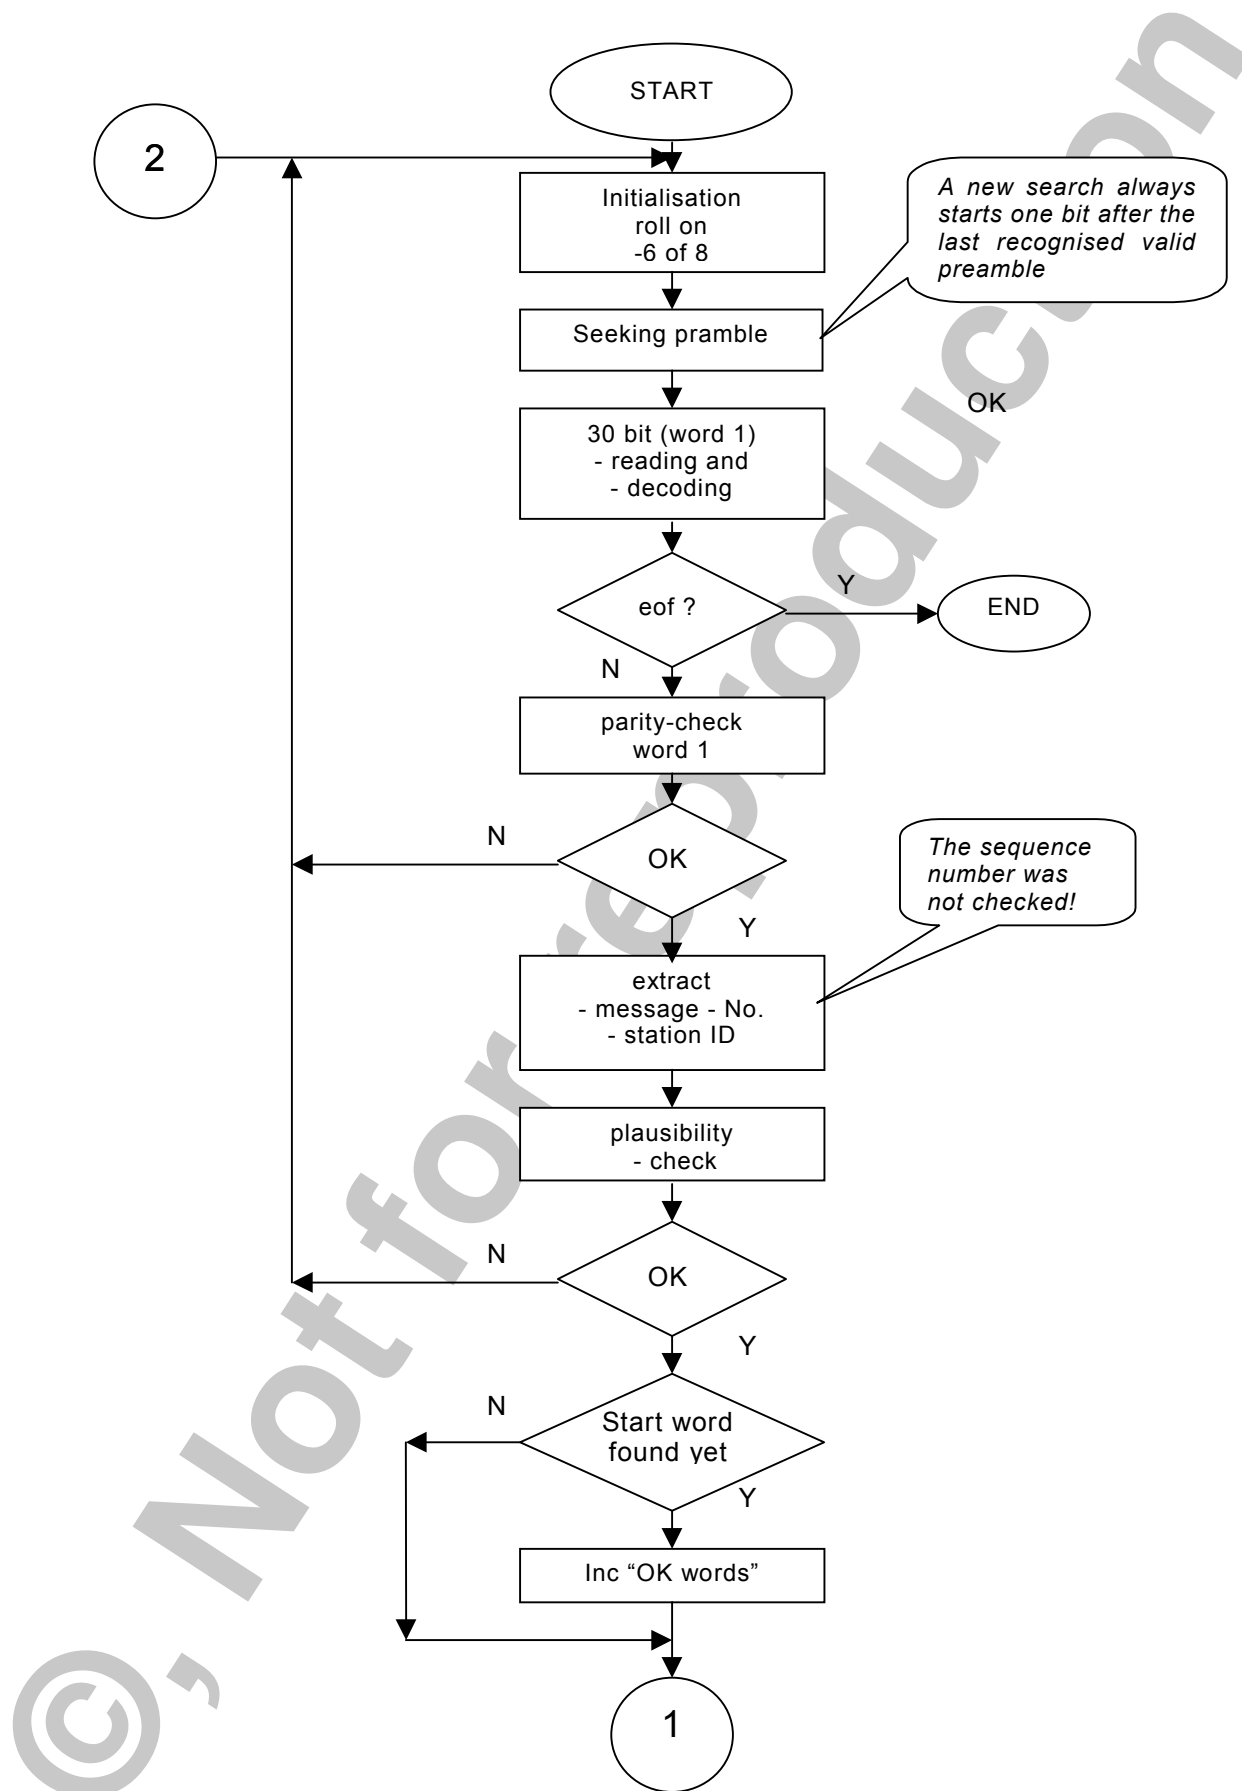 START
2
Initialisation
roll on
-6 of 8
A new search always
starts one bit after the
last recognised valid
preamble
Seeking pramble
OK
30 bit (word 1)
- reading and
- decoding
eof ?
Y
END
N
parity-check
word 1
N
OK
Y
The sequence
number was
not checked!
extract
- message - No.
- station ID
plausibility
- check
N
OK
Y
N
Start word
found yet
Y
Inc “OK words”
1
©, Not for reproduction